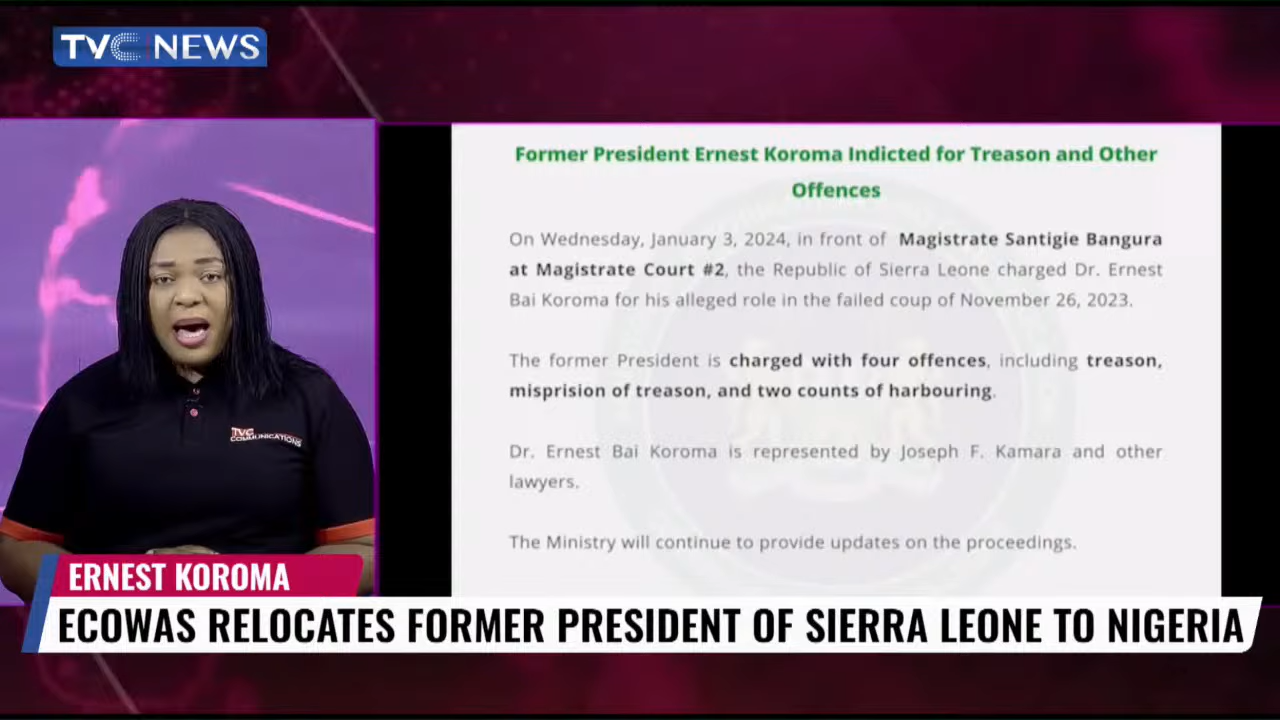 TVC NEWS
Former President Ernest Koroma Indicted for Treason and Other
Offences
On Wednesday, January 3, 2024, in front of Magistrate Santigie Bangura
at Magistrate Court #2, the Republic of Sierra Leone charged Dr. Ernest
Bai Koroma for his alleged role in the failed coup of November 26, 2023.
The former President is charged with four offences, including treason,
misprision of treason, and two counts of harbouring.
Dr. Ernest Bai Koroma is represented by Joseph F. Kamara and other
lawyers.
The Ministry will continue to provide updates on the proceedings.
TVC
COMMUNICATIONS
ERNEST KOROMA
ECOWAS RELOCATES FORMER PRESIDENT OF SIERRA LEONE TO NIGERIA